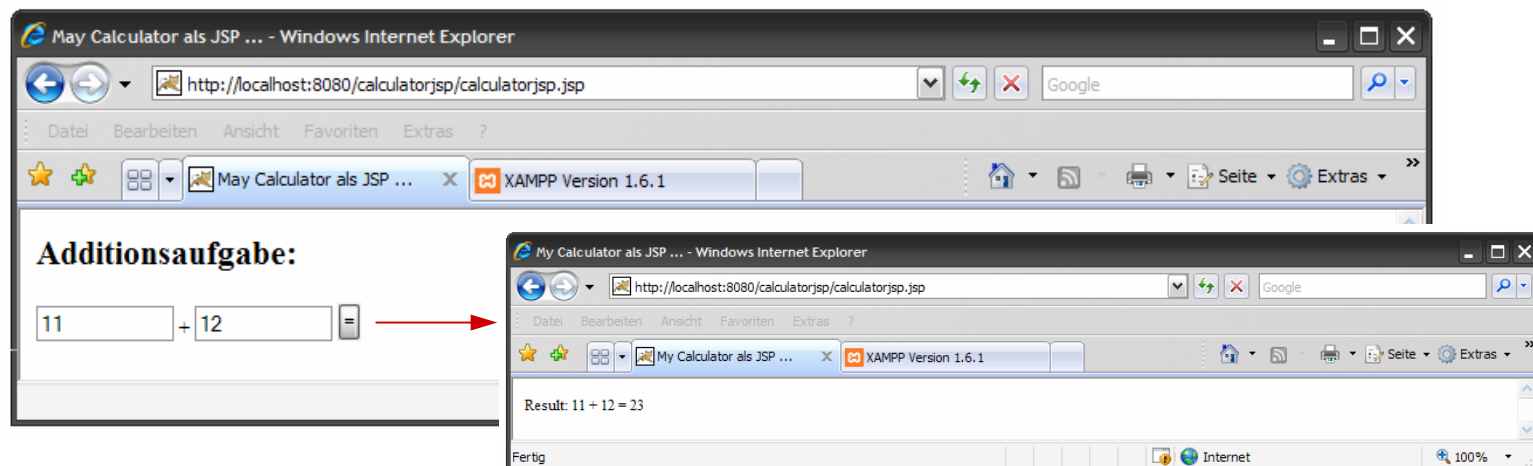 May Calculator als JSP ... - Windows Internet Explorer
http://localhost:8080/calculatorjsp/calculatorjsp.jsp
Google
Datei Bearbeiten Ansicht Favoriten Extras ?
May Calculator als JSP ... X XAMPP Version 1.6.1
Seite Extras »
Additionsaufgabe:
11 + 12 =
My Calculator als JSP ... - Windows Internet Explorer
http://localhost:8080/calculatorjsp/calculatorjsp.jsp
Google
Datei Bearbeiten Ansicht Favoriten Extras ?
My Calculator als JSP ... X XAMPP Version 1.6.1
Seite Extras »
Result: 11 + 12 = 23
Fertig Internet 100%